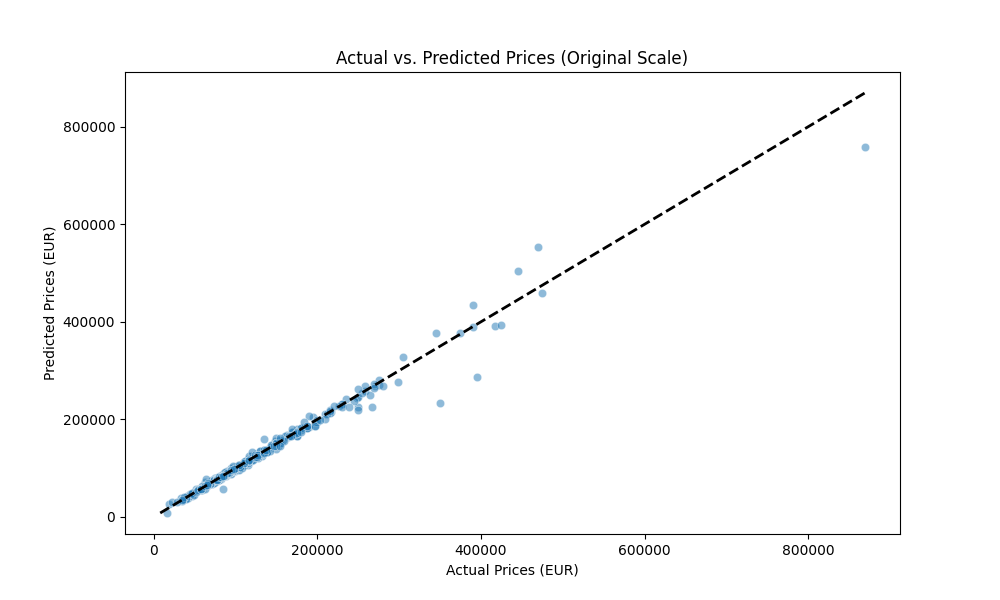 Actual vs. Predicted Prices (Original Scale)
Predicted Prices (EUR)
800000
600000
400000
200000
0
0 200000 400000 600000 800000
Actual Prices (EUR)